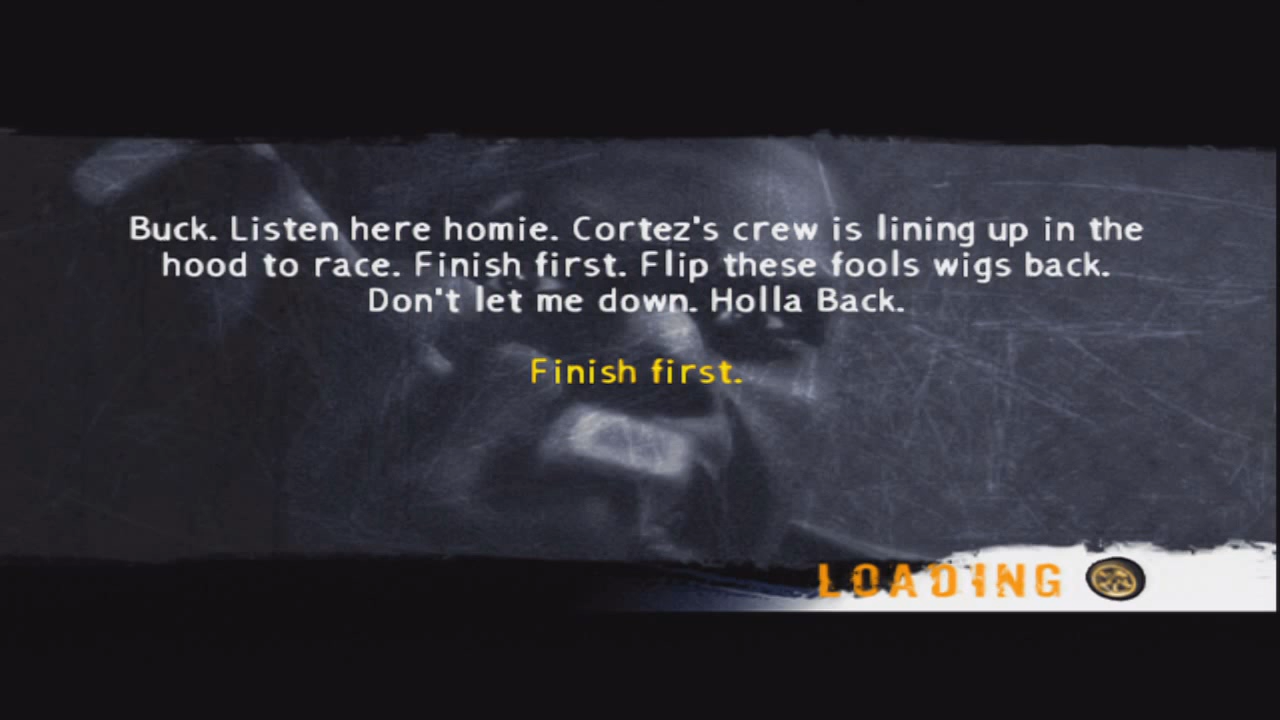 Buck. Listen here homie. Cortez's crew is lining up in the
hood to race. Finish first. Flip these fools wigs back.
Don't let me down. Holla Back.
Finish first.
LOADING